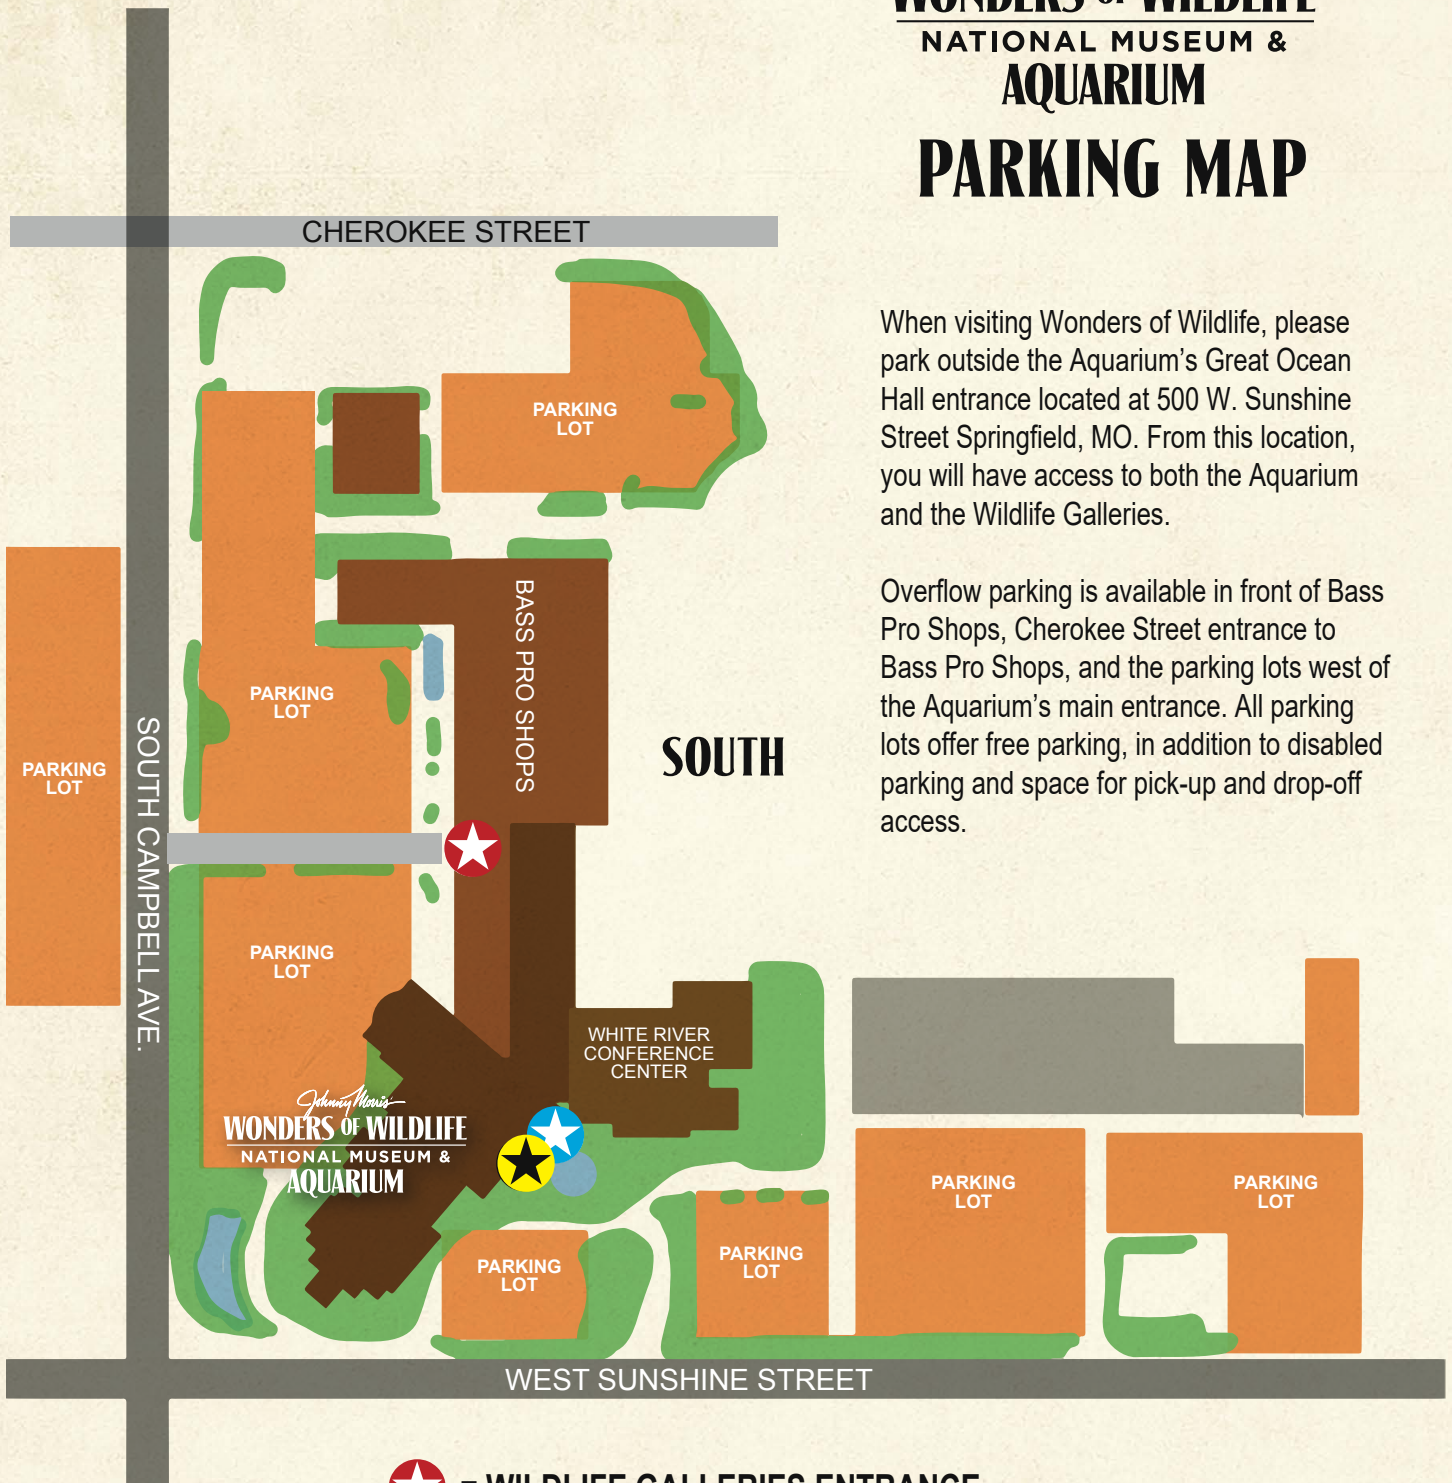 WONDERS OF WILDLIFE
NATIONAL MUSEUM &
AQUARIUM
PARKING MAP
CHEROKEE STREET
When visiting Wonders of Wildlife, please
park outside the Aquarium's Great Ocean
Hall entrance located at 500 W. Sunshine
Street Springfield, MO. From this location,
you will have access to both the Aquarium
and the Wildlife Galleries.
Overflow parking is available in front of Bass
Pro Shops, Cherokee Street entrance to
Bass Pro Shops, and the parking lots west of
the Aquarium's main entrance. All parking
lots offer free parking, in addition to disabled
parking and space for pick-up and drop-off
access.
PARKING
LOT
BASS PRO SHOPS
PARKING
LOT
SOUTH
PARKING
LOT
SOUTH CAMPBELL AVE.
PARKING
LOT
WHITE RIVER
CONFERENCE
CENTER
Johnny Morris
WONDERS OF WILDLIFE
NATIONAL MUSEUM &
AQUARIUM
PARKING
LOT
PARKING
LOT
PARKING
LOT
PARKING
LOT
WEST SUNSHINE STREET
= WILDLIFE GALLERIES ENTRANCE